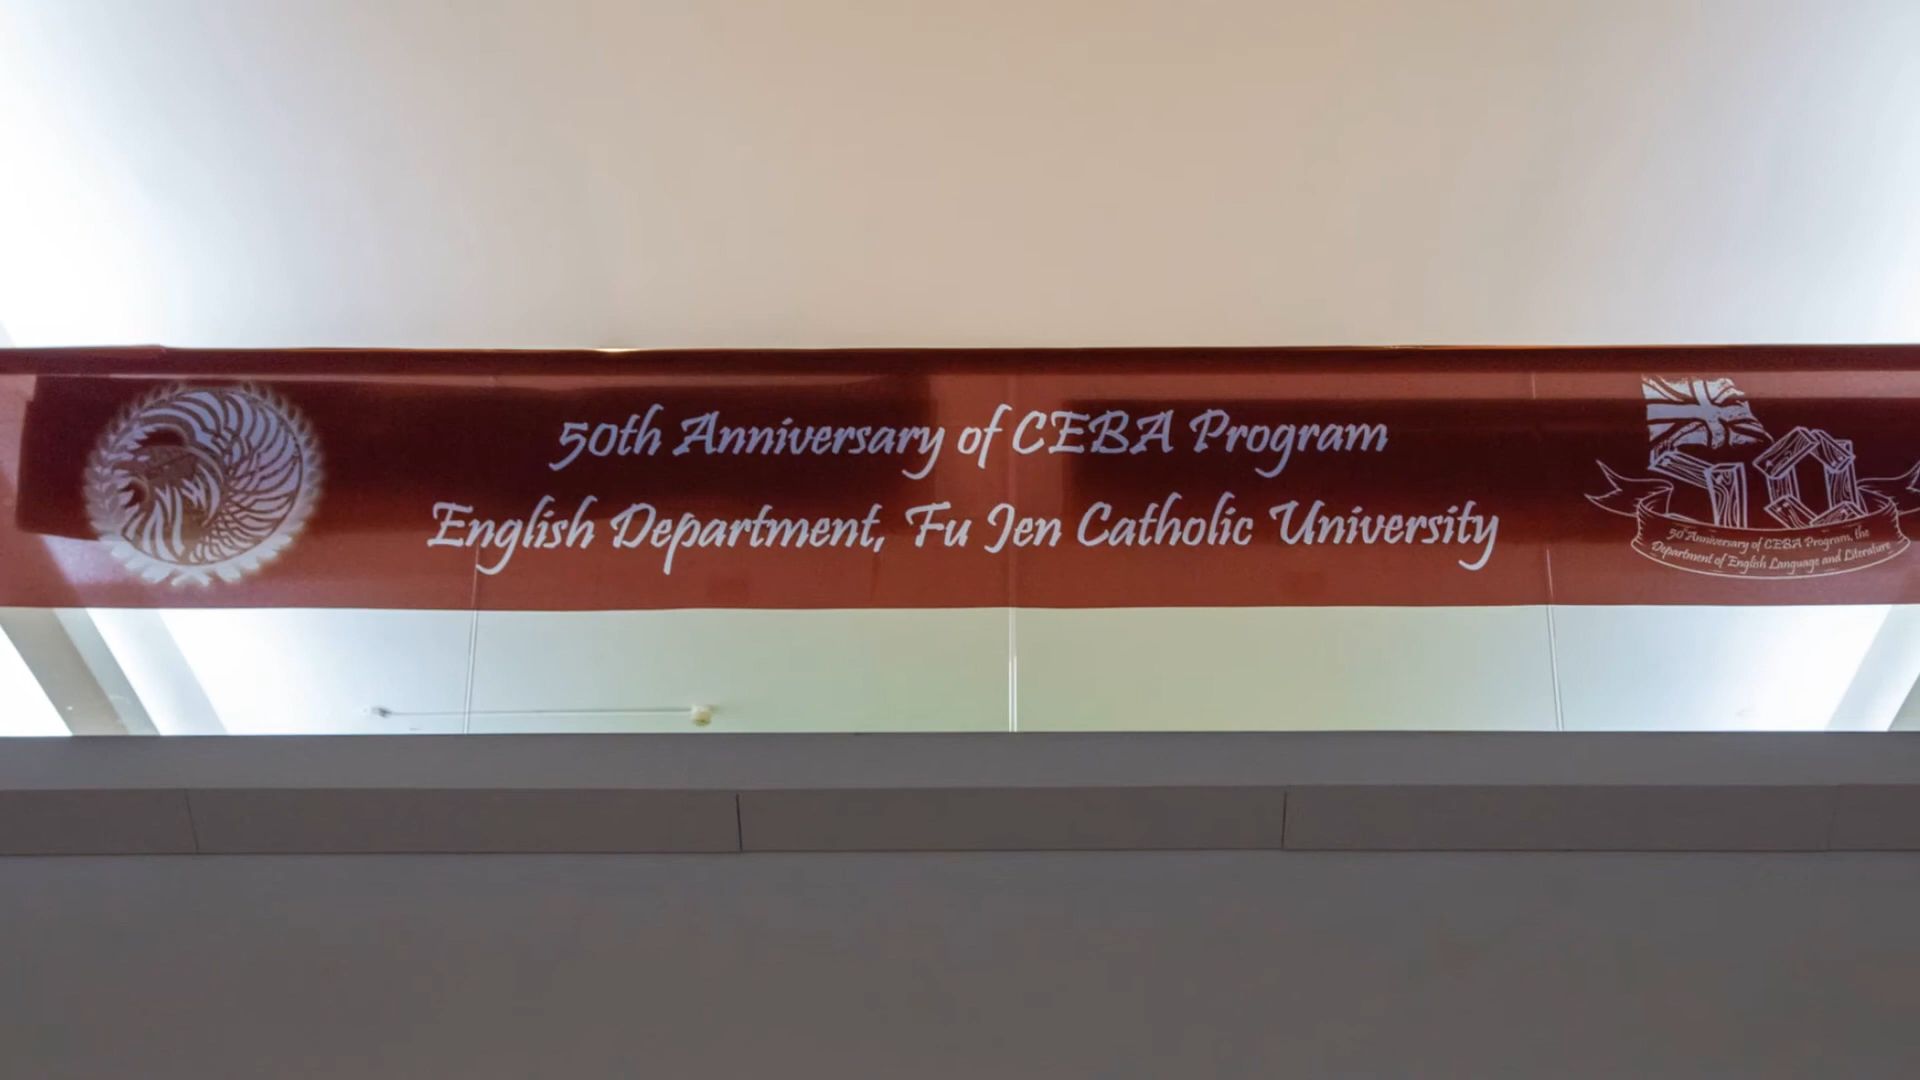 50th Anniversary of CEBA Program
English Department, Fu Jen Catholic University
50 Anniversary of CEBA Program, the
Department of English Language and Literature